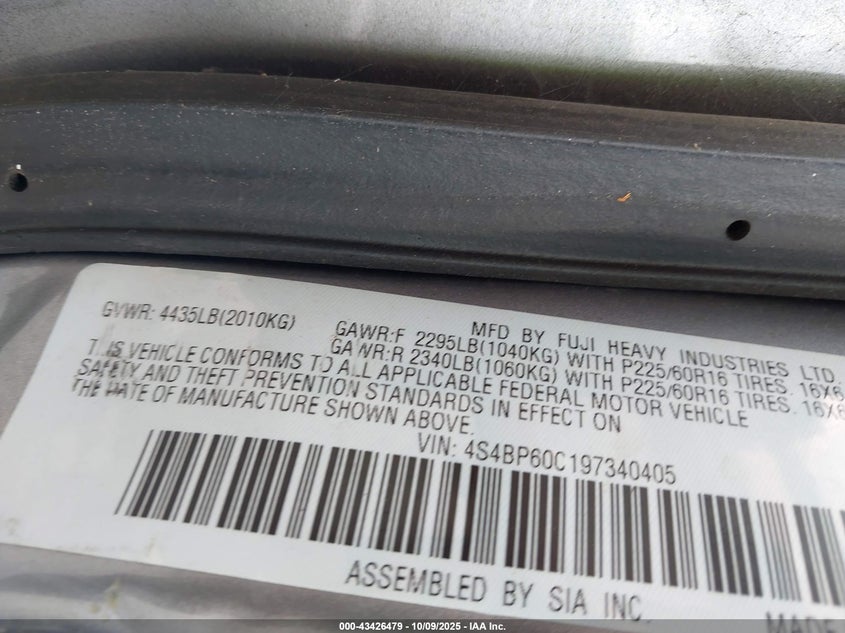 MFD BY FUJI HEAVY INDUSTRIES LTD.
GVWR: 4435LB(2010KG)
GAWR:F 2295LB(1040KG) WITH P225/60R16 TIRES. 16X6
GAWR:R 2340LB(1060KG) WITH P225/60R16 TIRES. 16X6
THIS VEHICLE CONFORMS TO ALL APPLICABLE FEDERAL MOTOR VEHICLE
SAFETY AND THEFT PREVENTION STANDARDS IN EFFECT ON
THE DATE OF MANUFACTURE SHOWN ABOVE.
VIN: 4S4BP60C197340405
ASSEMBLED BY SIA INC.
MADE
000-43426479 - 10/09/2025 - IAA Inc.